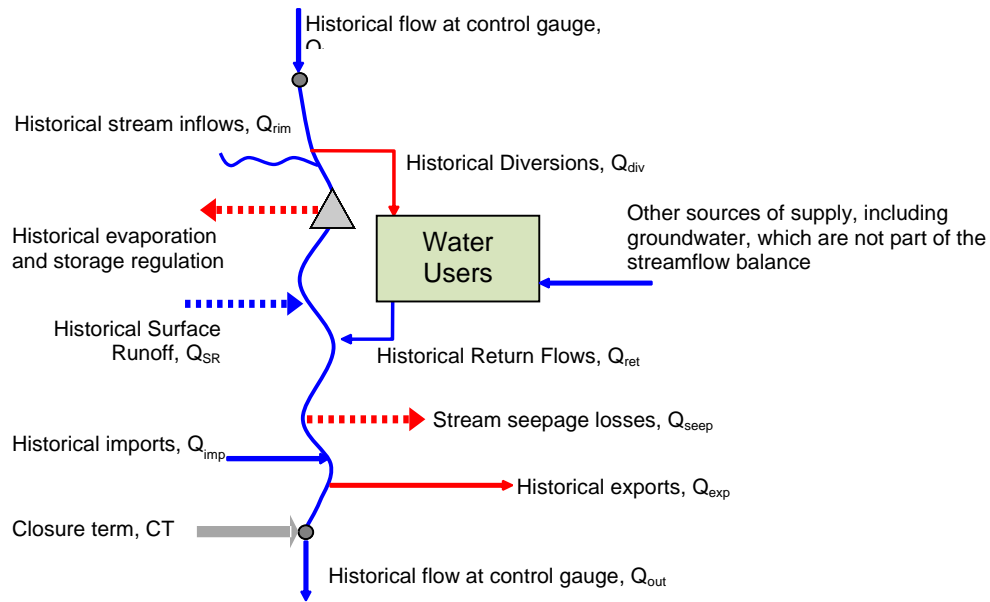 Historical flow at control gauge,
Historical stream inflows, Qrim
Historical Diversions, Qdiv
Other sources of supply, including
groundwater, which are not part of the
streamflow balance
Historical evaporation
and storage regulation
Water
Users
Historical Surface
Runoff, QSR
Historical Return Flows, Qret
Stream seepage losses, Qseep
Historical imports, Qimp
Historical exports, Qexp
Closure term, CT
Historical flow at control gauge, Qout